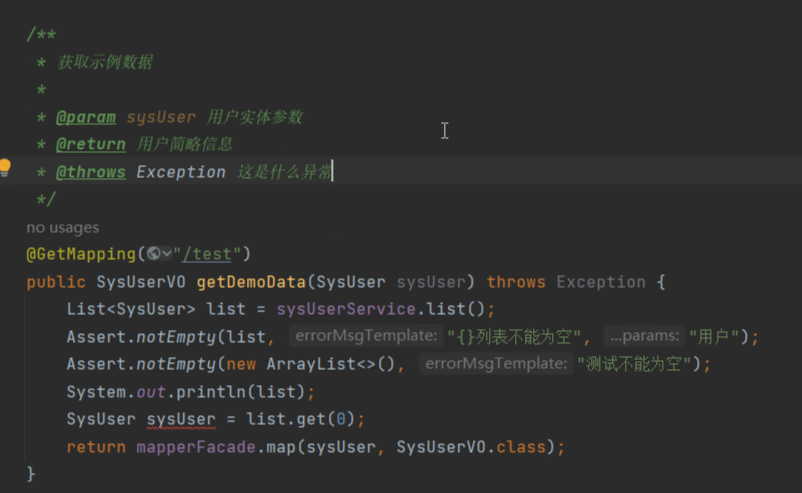 /**
 * 获取示例数据
 *
 * @param sysUser 用户实体参数
 * @return 用户简略信息
 * @throws Exception 这是什么异常
 */
no usages
@GetMapping("/test")
public SysUserVO getDemoData(SysUser sysUser) throws Exception {
    List<SysUser> list = sysUserService.list();
    Assert.notEmpty(list, errorMsgTemplate: "{}列表不能为空", ...params: "用户");
    Assert.notEmpty(new ArrayList<>(), errorMsgTemplate: "测试不能为空");
    System.out.println(list);
    SysUser sysUser = list.get(0);
    return mapperFacade.map(sysUser, SysUserVO.class);
}